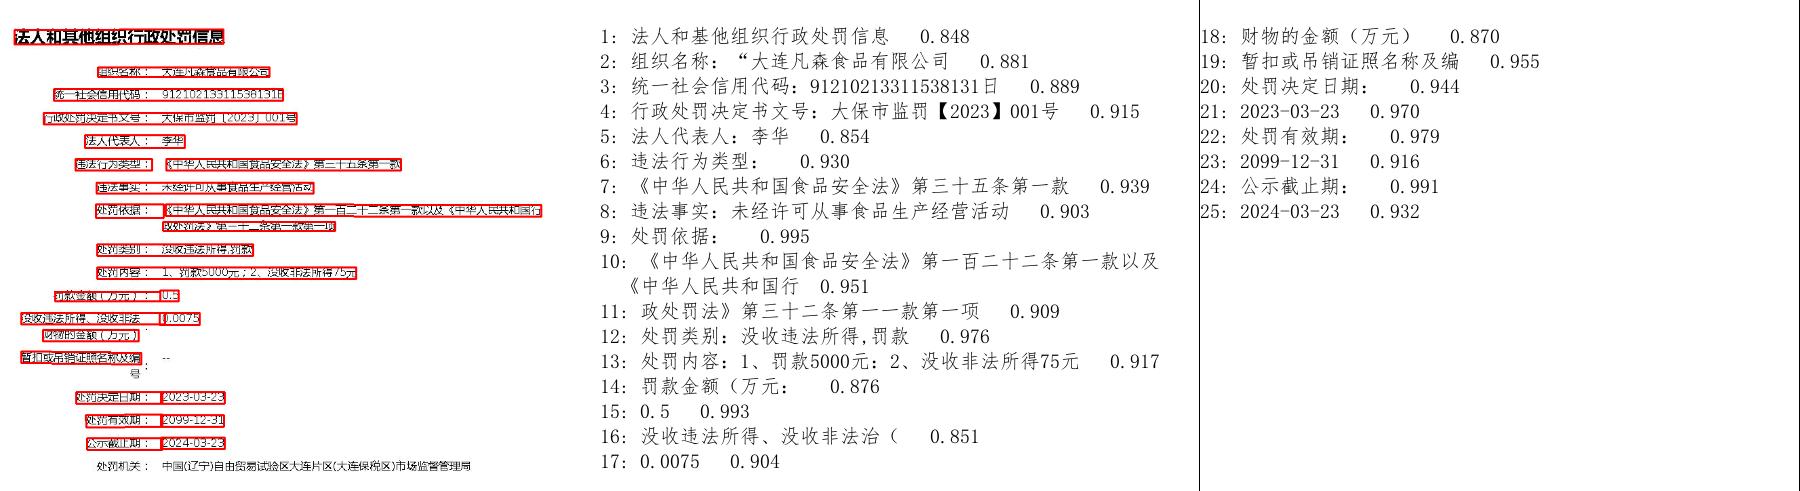 法人和其他组织行政处罚信息
组织名称： 大连凡森食品有限公司
统一社会信用代码： 91210213311538131E
行政处罚决定书文号： 大保市监罚〔2023〕001号
法人代表人： 李华
违法行为类型： 《中华人民共和国食品安全法》第三十五条第一款
违法事实： 未经许可从事食品生产经营活动
处罚依据： 《中华人民共和国食品安全法》第一百二十二条第一款以及《中华人民共和国行
政处罚法》第三十二条第一款第一项
处罚类别： 没收违法所得,罚款
处罚内容： 1、罚款5000元；2、没收非法所得75元
罚款金额（万元）： 0.5
没收违法所得、没收非法 0.0075
财物的金额（万元）：
暂扣或吊销证照名称及编 --
号：
处罚决定日期： 2023-03-23
处罚有效期： 2099-12-31
公示截止期： 2024-03-23
处罚机关： 中国(辽宁)自由贸易试验区大连片区(大连保税区)市场监督管理局
1: 法人和基他组织行政处罚信息 0.848
2: 组织名称：“大连凡森食品有限公司 0.881
3: 统一社会信用代码：91210213311538131日 0.889
4: 行政处罚决定书文号：大保市监罚【2023】001号 0.915
5: 法人代表人：李华 0.854
6: 违法行为类型： 0.930
7: 《中华人民共和国食品安全法》第三十五条第一款 0.939
8: 违法事实：未经许可从事食品生产经营活动 0.903
9: 处罚依据： 0.995
10: 《中华人民共和国食品安全法》第一百二十二条第一款以及
《中华人民共和国行 0.951
11: 政处罚法》第三十二条第一一款第一项 0.909
12: 处罚类别：没收违法所得,罚款 0.976
13: 处罚内容：1、罚款5000元：2、没收非法所得75元 0.917
14: 罚款金额（万元： 0.876
15: 0.5 0.993
16: 没收违法所得、没收非法治（ 0.851
17: 0.0075 0.904
18: 财物的金额（万元） 0.870
19: 暂扣或吊销证照名称及编 0.955
20: 处罚决定日期： 0.944
21: 2023-03-23 0.970
22: 处罚有效期： 0.979
23: 2099-12-31 0.916
24: 公示截止期： 0.991
25: 2024-03-23 0.932